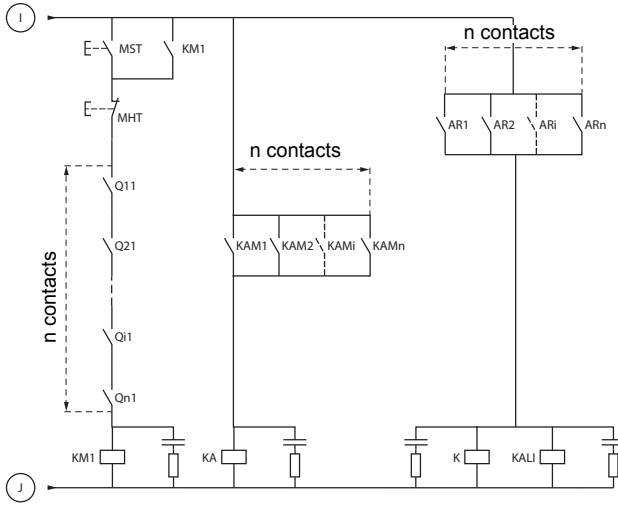 I
MST
KM1
n contacts
MHT
AR1 AR2 ARi ARn
n contacts
Q11
Q21
KAM1 KAM2 KAMi KAMn
n contacts
Qi1
Qn1
KM1 KA K KALI
J